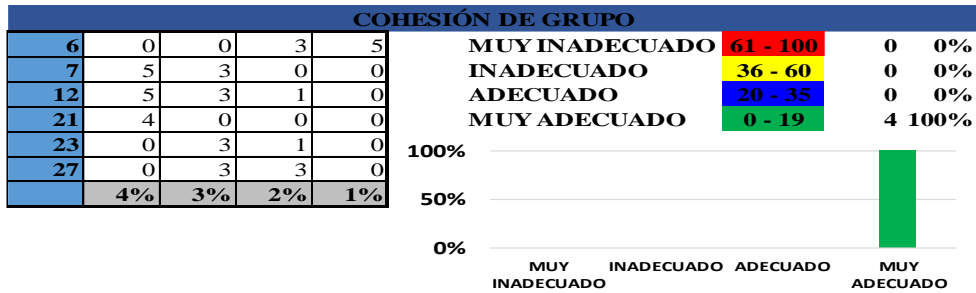 COHESIÓN DE GRUPO
6 0 0 3 5 MUY INADECUADO 61 - 100 0 0%
7 5 3 0 0 INADECUADO 36 - 60 0 0%
12 5 3 1 0 ADECUADO 20 - 35 0 0%
21 4 0 0 0 MUY ADECUADO 0 - 19 4 100%
23 0 3 1 0
27 0 3 3 0
4% 3% 2% 1%
100%
50%
0%
MUY INADECUADO
INADECUADO
ADECUADO
MUY ADECUADO